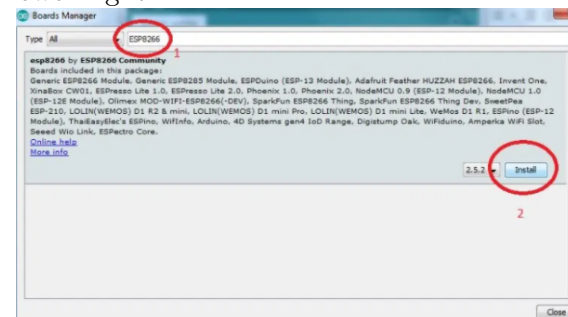 Boards Manager
Type All ESP8266
1
esp8266 by ESP8266 Community
Boards included in this package:
Generic ESP8266 Module, Generic ESP8285 Module, ESPDuino (ESP-13 Module), Adafruit Feather HUZZAH ESP8266, Invent One,
XinaBox CW01, ESPresso Lite 1.0, ESPresso Lite 2.0, Phoenix 1.0, Phoenix 2.0, NodeMCU 0.9 (ESP-12 Module), NodeMCU 1.0
(ESP-12E Module), Olimex MOD-WIFI-ESP8266(-DEV), SparkFun ESP8266 Thing, SparkFun ESP8266 Thing Dev, SweetPea
ESP-210, LOLIN(WEMOS) D1 R2 & mini, LOLIN(WEMOS) D1 mini Pro, LOLIN(WEMOS) D1 mini Lite, WeMos D1 R1, ESPino (ESP-12
Module), ThaiEasyElec's ESPino, WifInfo, Arduino, 4D Systems gen4 IoD Range, Digistump Oak, WiFiduino, Amperka WiFi Slot,
Seeed Wio Link, ESPectro Core.
Online help
More info
2.5.2 Install
2
Close